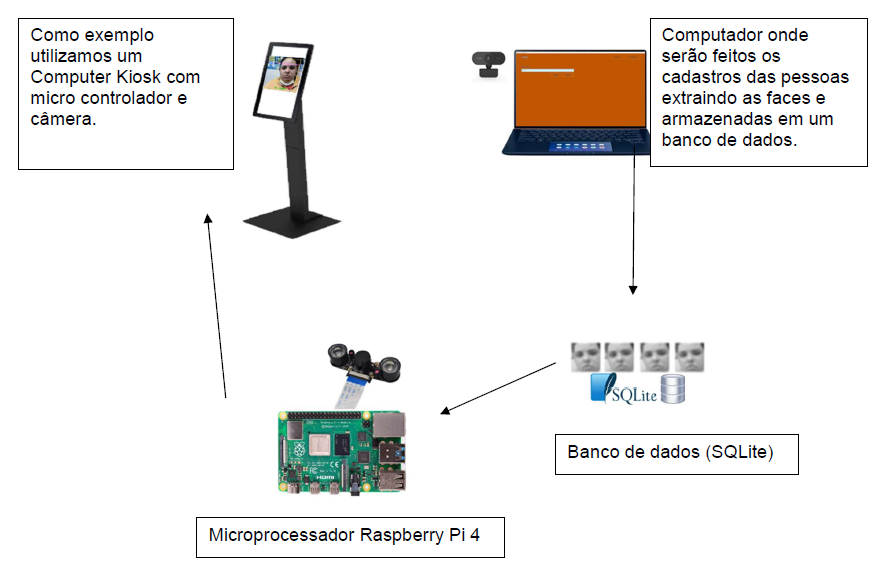 Como exemplo
utilizamos um
Computer Kiosk com
micro controlador e
câmera.
Computador onde
serão feitos os
cadastros das pessoas
extraindo as faces e
armazenadas em um
banco de dados.
SQLite
Banco de dados (SQLite)
HDMI
Microprocessador Raspberry Pi 4